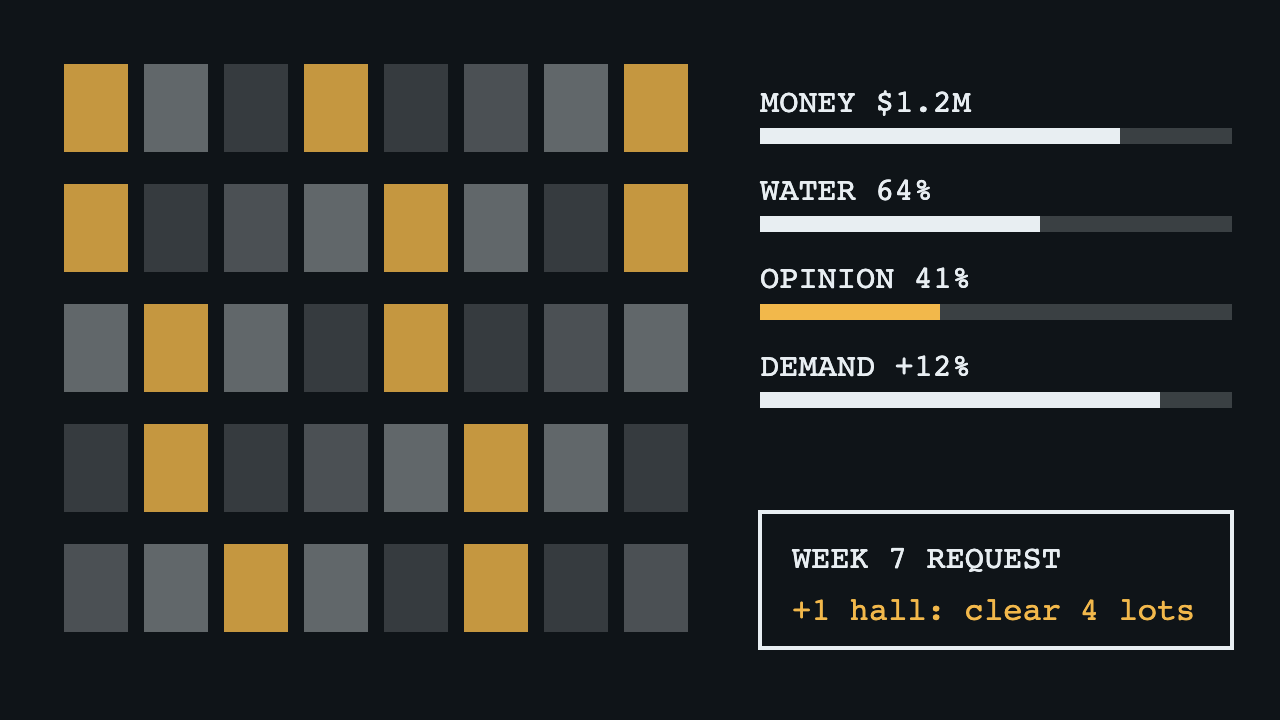 MONEY $1.2M
WATER 64%
OPINION 41%
DEMAND +12%
WEEK 7 REQUEST
+1 hall: clear 4 lots